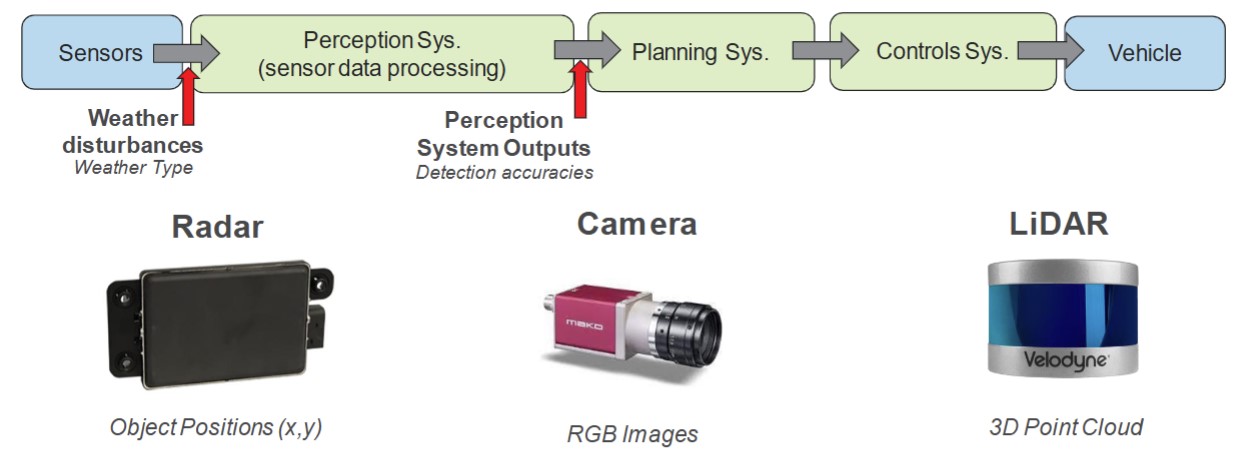 Sensors
Perception Sys.
(sensor data processing)
Planning Sys.
Controls Sys.
Vehicle
Weather
disturbances
Weather Type
Perception
System Outputs
Detection accuracies
Radar
Camera
LiDAR
mako
Velodyne
Object Positions (x,y)
RGB Images
3D Point Cloud